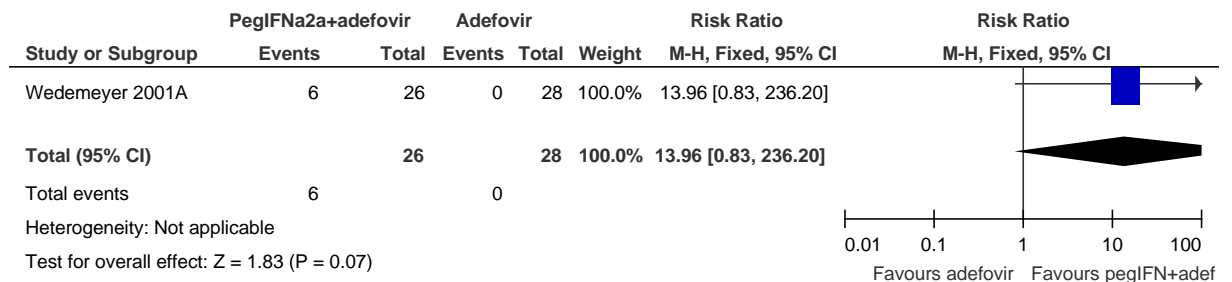 PegIFNa2a+adefovir Adefovir Risk Ratio Risk Ratio
Study or Subgroup Events Total Events Total Weight M-H, Fixed, 95% CI M-H, Fixed, 95% CI
Wedemeyer 2001A 6 26 0 28 100.0% 13.96 [0.83, 236.20]
Total (95% CI) 26 28 100.0% 13.96 [0.83, 236.20]
Total events 6 0
Heterogeneity: Not applicable
Test for overall effect: Z = 1.83 (P = 0.07)
0.01 0.1 1 10 100
Favours adefovir Favours pegIFN+adef